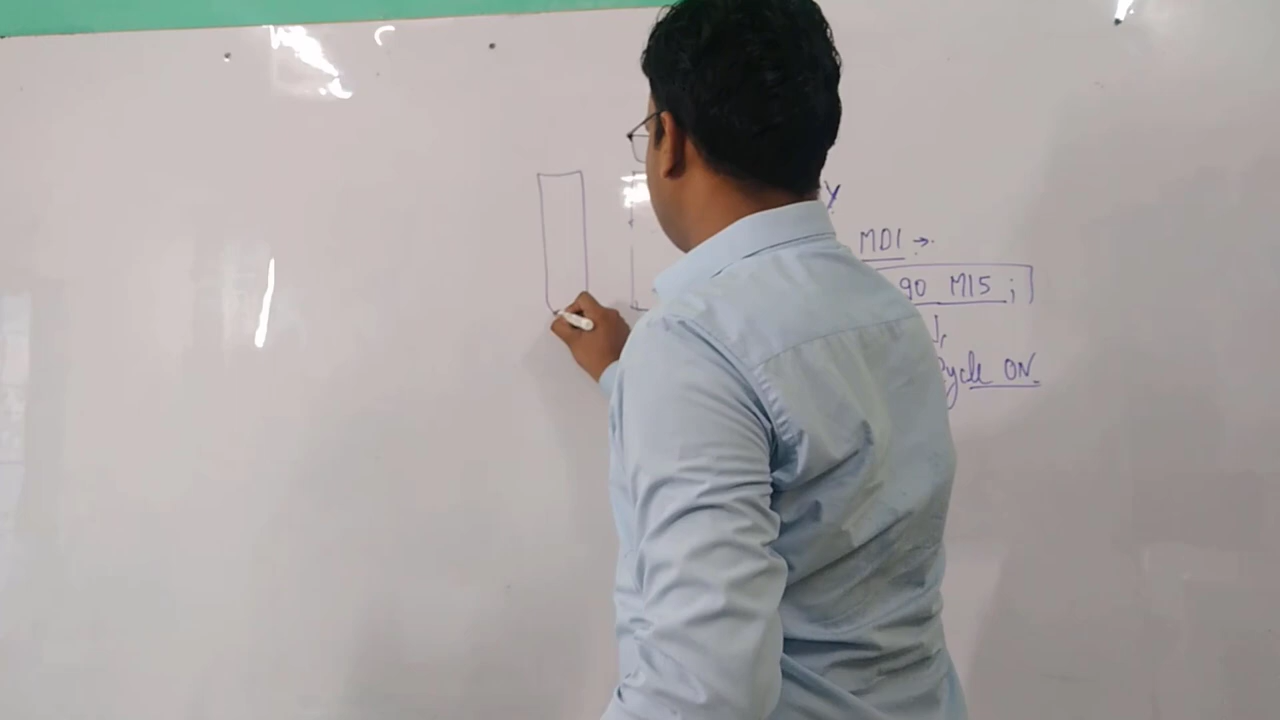 Y
MDI →
90 M15 ;
↓
Cycle ON